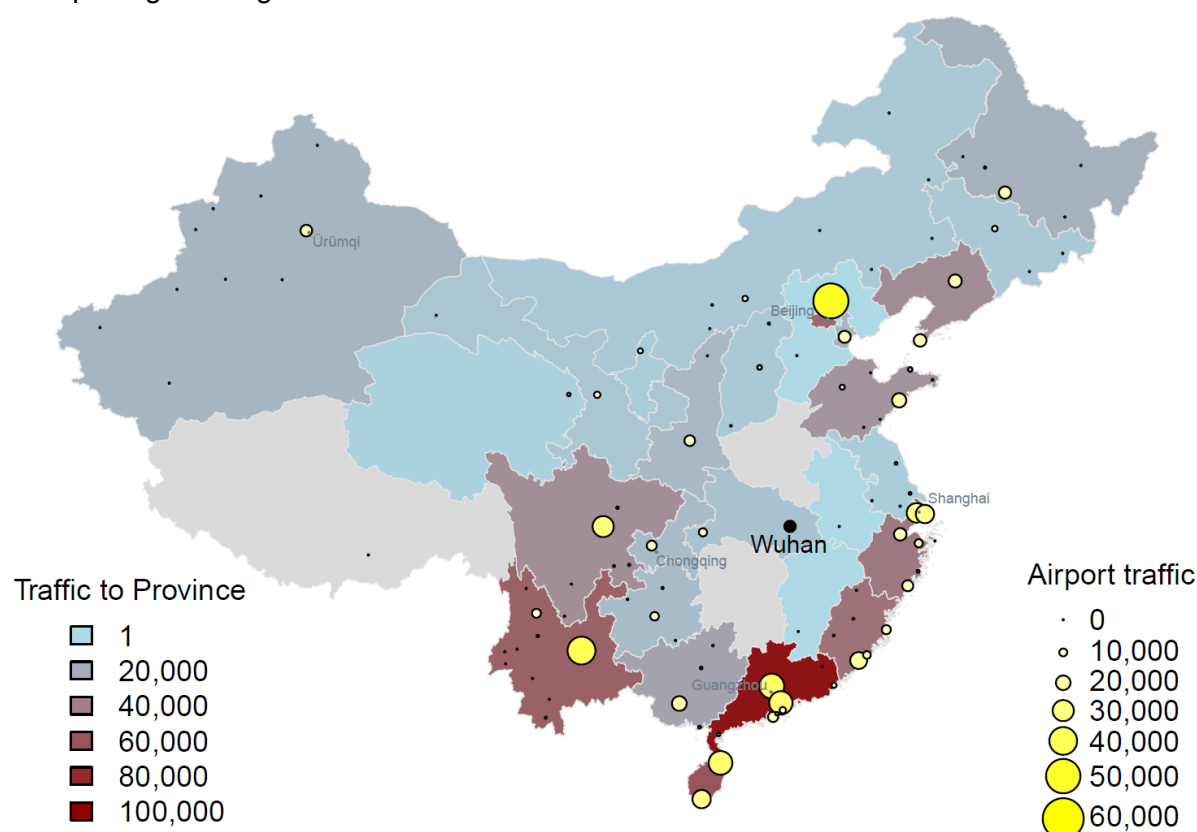 Ürümqi
Beijing
Shanghai
Wuhan
Chongqing
Guangzhou
Traffic to Province
1
20,000
40,000
60,000
80,000
100,000
Airport traffic
0
10,000
20,000
30,000
40,000
50,000
60,000